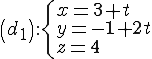 (d₁):{x=3+t
y=-1+2t
z=4